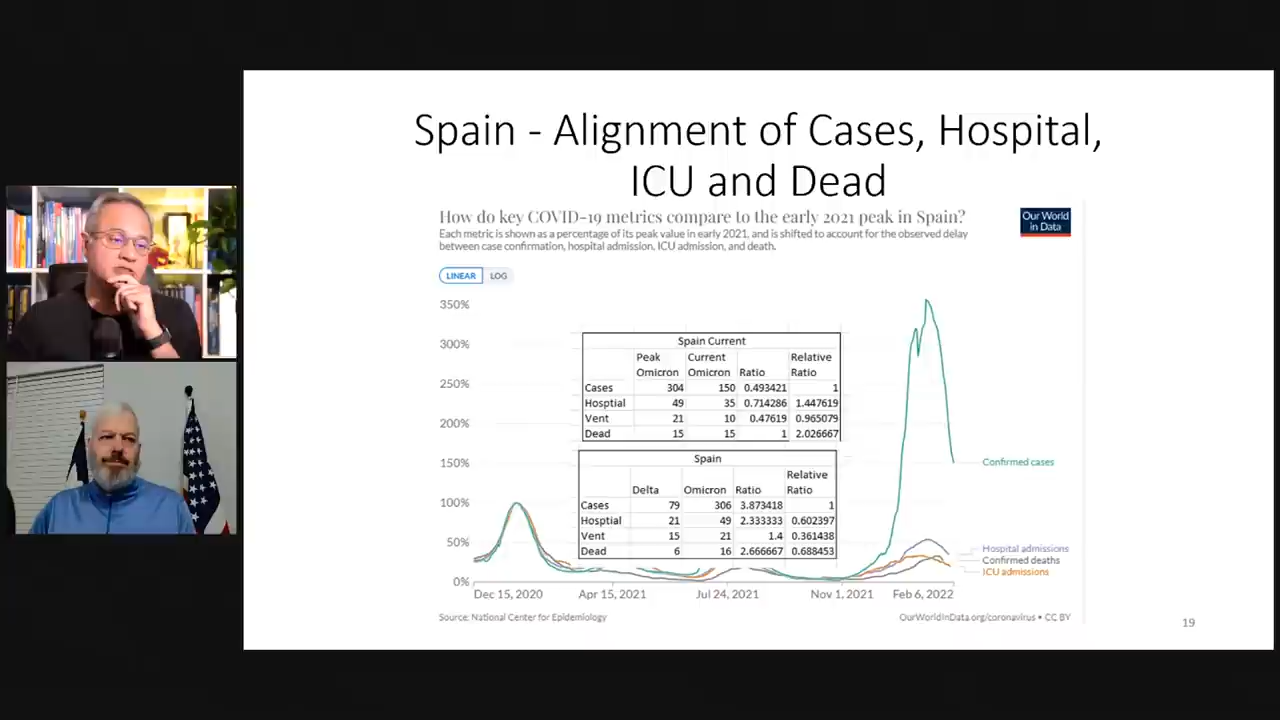 Spain - Alignment of Cases, Hospital,
ICU and Dead
How do key COVID-19 metrics compare to the early 2021 peak in Spain?
Each metric is shown as a percentage of its peak value in early 2021, and is shifted to account for the observed delay
between case confirmation, hospital admission, ICU admission, and death.
Our World
in Data
LINEAR LOG
350%
300%
250%
200%
150%
100%
50%
0%
Spain Current
Peak Current Relative
Omicron Omicron Ratio Ratio
Cases 304 150 0.493421 1
Hosptial 49 35 0.714286 1.447619
Vent 21 10 0.47619 0.965079
Dead 15 15 1 2.026667
Spain
Relative
Delta Omicron Ratio Ratio
Cases 79 306 3.873418 1
Hosptial 21 49 2.333333 0.602397
Vent 15 21 1.4 0.361438
Dead 6 16 2.666667 0.688453
Confirmed cases
Hospital admissions
Confirmed deaths
ICU admissions
Dec 15, 2020 Apr 15, 2021 Jul 24, 2021 Nov 1, 2021 Feb 6, 2022
Source: National Center for Epidemiology OurWorldInData.org/coronavirus • CC BY
19